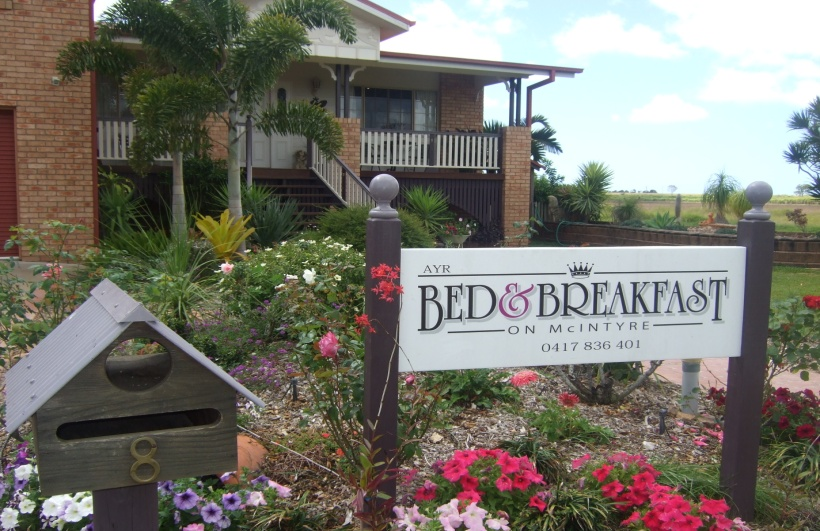 AYR
BED & BREAKFAST
ON McINTYRE
0417 836 401
8